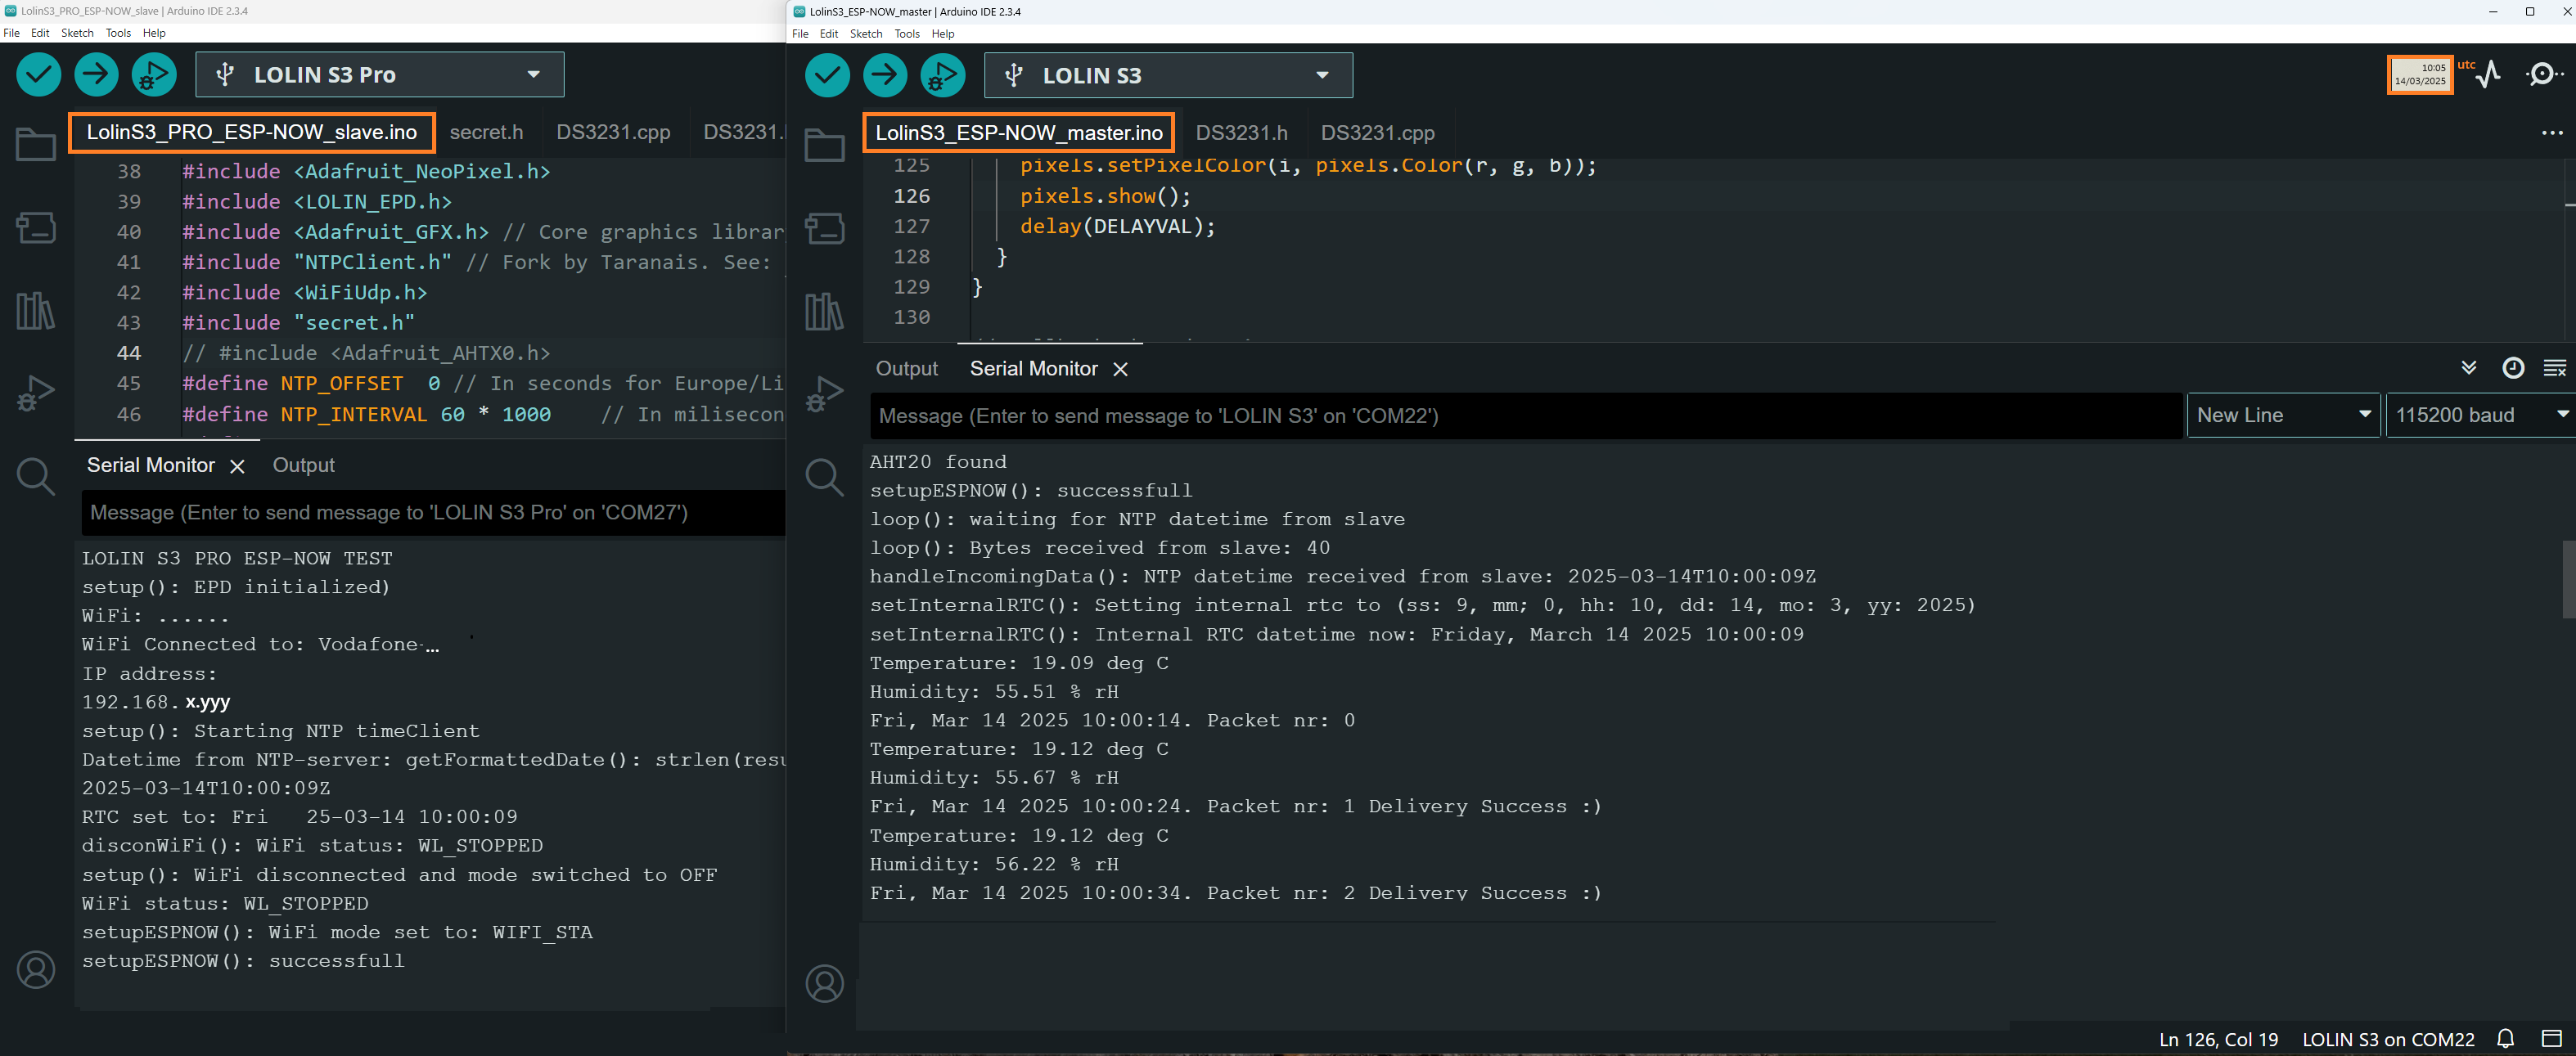 LolinS3_PRO_ESP-NOW_slave | Arduino IDE 2.3.4
File Edit Sketch Tools Help
LOLIN S3 Pro
LolinS3_PRO_ESP-NOW_slave.ino secret.h DS3231.cpp DS3231.
38 #include <Adafruit_NeoPixel.h>
39 #include <LOLIN_EPD.h>
40 #include <Adafruit_GFX.h> // Core graphics librar
41 #include "NTPClient.h" // Fork by Taranais. See:
42 #include <WiFiUdp.h>
43 #include "secret.h"
44 // #include <Adafruit_AHTX0.h>
45 #define NTP_OFFSET 0 // In seconds for Europe/Li
46 #define NTP_INTERVAL 60 * 1000 // In milisecon
Serial Monitor Output
Message (Enter to send message to 'LOLIN S3 Pro' on 'COM27')
LOLIN S3 PRO ESP-NOW TEST
setup(): EPD initialized)
WiFi: ......
WiFi Connected to: Vodafone-...
IP address:
192.168. x.yyy
setup(): Starting NTP timeClient
Datetime from NTP-server: getFormattedDate(): strlen(resu
2025-03-14T10:00:09Z
RTC set to: Fri   25-03-14 10:00:09
disconWiFi(): WiFi status: WL_STOPPED
setup(): WiFi disconnected and mode switched to OFF
WiFi status: WL_STOPPED
setupESPNOW(): WiFi mode set to: WIFI_STA
setupESPNOW(): successfull
LolinS3_ESP-NOW_master | Arduino IDE 2.3.4
File Edit Sketch Tools Help
LOLIN S3
10:05 utc
14/03/2025
LolinS3_ESP-NOW_master.ino DS3231.h DS3231.cpp
125 pixels.setPixelColor(i, pixels.Color(r, g, b));
126 pixels.show();
127 delay(DELAYVAL);
128 }
129 }
130
Output Serial Monitor
Message (Enter to send message to 'LOLIN S3' on 'COM22')
New Line 115200 baud
AHT20 found
setupESPNOW(): successfull
loop(): waiting for NTP datetime from slave
loop(): Bytes received from slave: 40
handleIncomingData(): NTP datetime received from slave: 2025-03-14T10:00:09Z
setInternalRTC(): Setting internal rtc to (ss: 9, mm; 0, hh: 10, dd: 14, mo: 3, yy: 2025)
setInternalRTC(): Internal RTC datetime now: Friday, March 14 2025 10:00:09
Temperature: 19.09 deg C
Humidity: 55.51 % rH
Fri, Mar 14 2025 10:00:14. Packet nr: 0
Temperature: 19.12 deg C
Humidity: 55.67 % rH
Fri, Mar 14 2025 10:00:24. Packet nr: 1 Delivery Success :)
Temperature: 19.12 deg C
Humidity: 56.22 % rH
Fri, Mar 14 2025 10:00:34. Packet nr: 2 Delivery Success :)
Ln 126, Col 19 LOLIN S3 on COM22